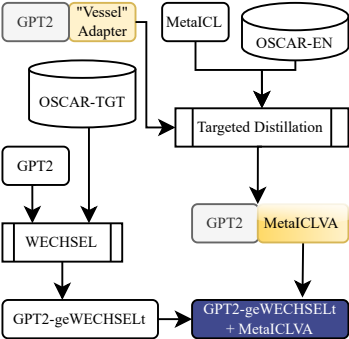 GPT2
"Vessel"
Adapter
MetaICL
OSCAR-EN
OSCAR-TGT
Targeted Distillation
GPT2
GPT2
MetaICLVA
WECHSEL
GPT2-geWECHSELt
GPT2-geWECHSELt
+ MetaICLVA